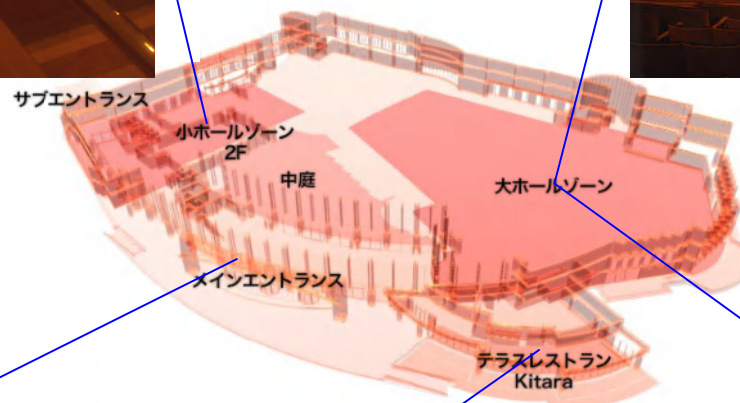 サブエントランス
小ホールゾーン
2F
中庭
大ホールゾーン
メインエントランス
テラスレストラン
Kitara